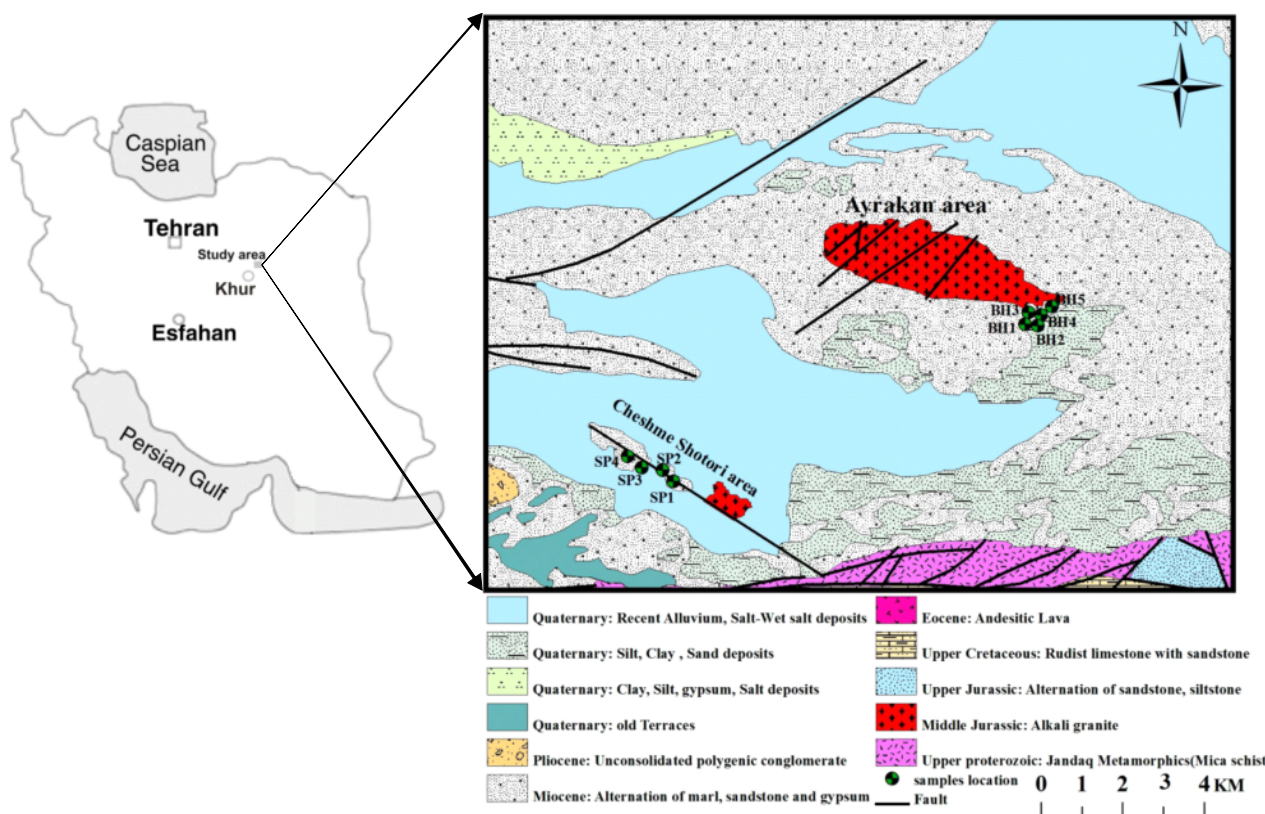 Caspian
Sea
Tehran
Study area
Khur
Esfahan
Persian Gulf
N
Ayrakan area
BH5
BH3
BH4
BH1
BH2
Cheshme Shotori area
SP4
SP2
SP3
SP1
Quaternary: Recent Alluvium, Salt-Wet salt deposits
Quaternary: Silt, Clay , Sand deposits
Quaternary: Clay, Silt, gypsum, Salt deposits
Quaternary: old Terraces
Pliocene: Unconsolidated polygenic conglomerate
Miocene: Alternation of marl, sandstone and gypsum
Eocene: Andesitic Lava
Upper Cretaceous: Rudist limestone with sandstone
Upper Jurassic: Alternation of sandstone, siltstone
Middle Jurassic: Alkali granite
Upper proterozoic: Jandaq Metamorphics(Mica schist
samples location
Fault
0 1 2 3 4 KM